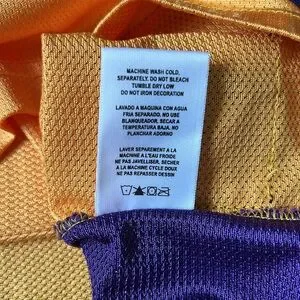 MACHINE WASH COLD,
SEPARATELY. DO NOT BLEACH
TUMBLE DRY LOW
DO NOT IRON DECORATION
LAVADO A MAQUINA CON AGUA
FRIA SEPARADO. NO USE
BLANQUEADOR. SECAR A
TEMPERATURA BAJA. NO
PLANCHAR ADORNO
LAVER SEPAREMENT A LA
MACHINE A L'EAU FROIDE
NE PAS JAVELLISER. SECHER
A LA MACHINE CYCLE DOUX
NE PAS REPASSER DESSIN